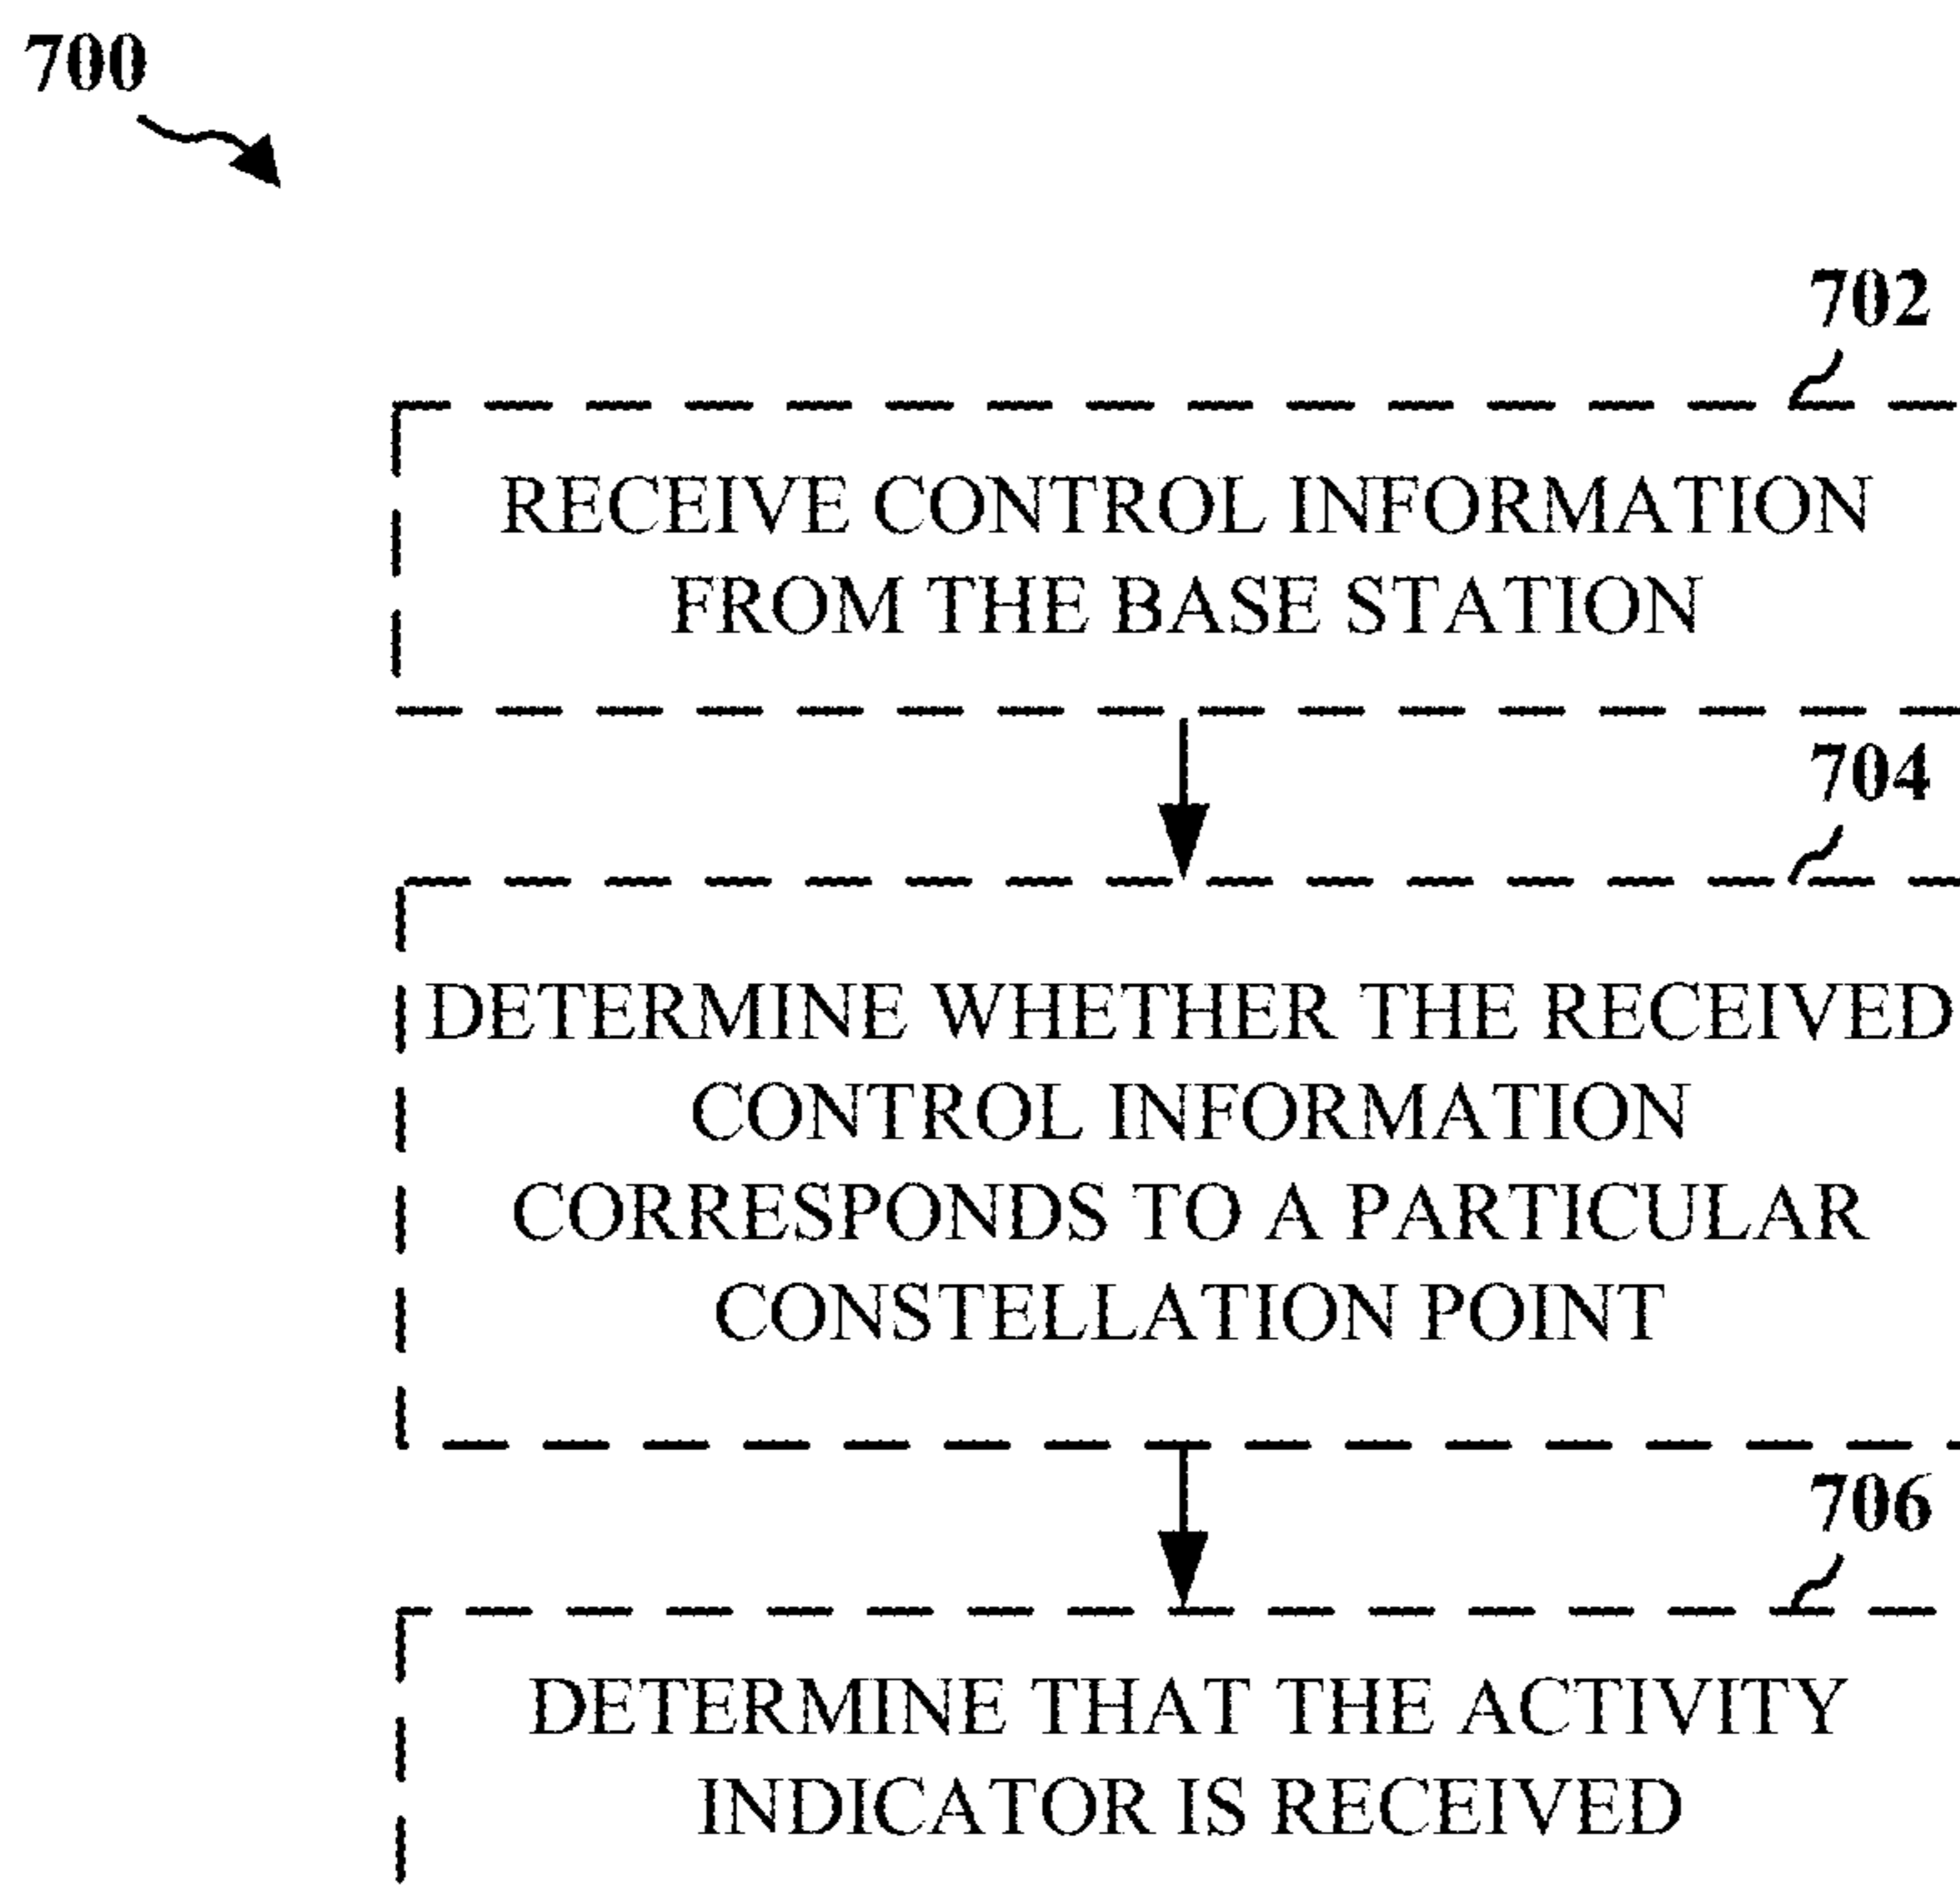 700
702
RECEIVE CONTROL INFORMATION
FROM THE BASE STATION
704
DETERMINE WHETHER THE RECEIVED
CONTROL INFORMATION
CORRESPONDS TO A PARTICULAR
CONSTELLATION POINT
706
DETERMINE THAT THE ACTIVITY
INDICATOR IS RECEIVED